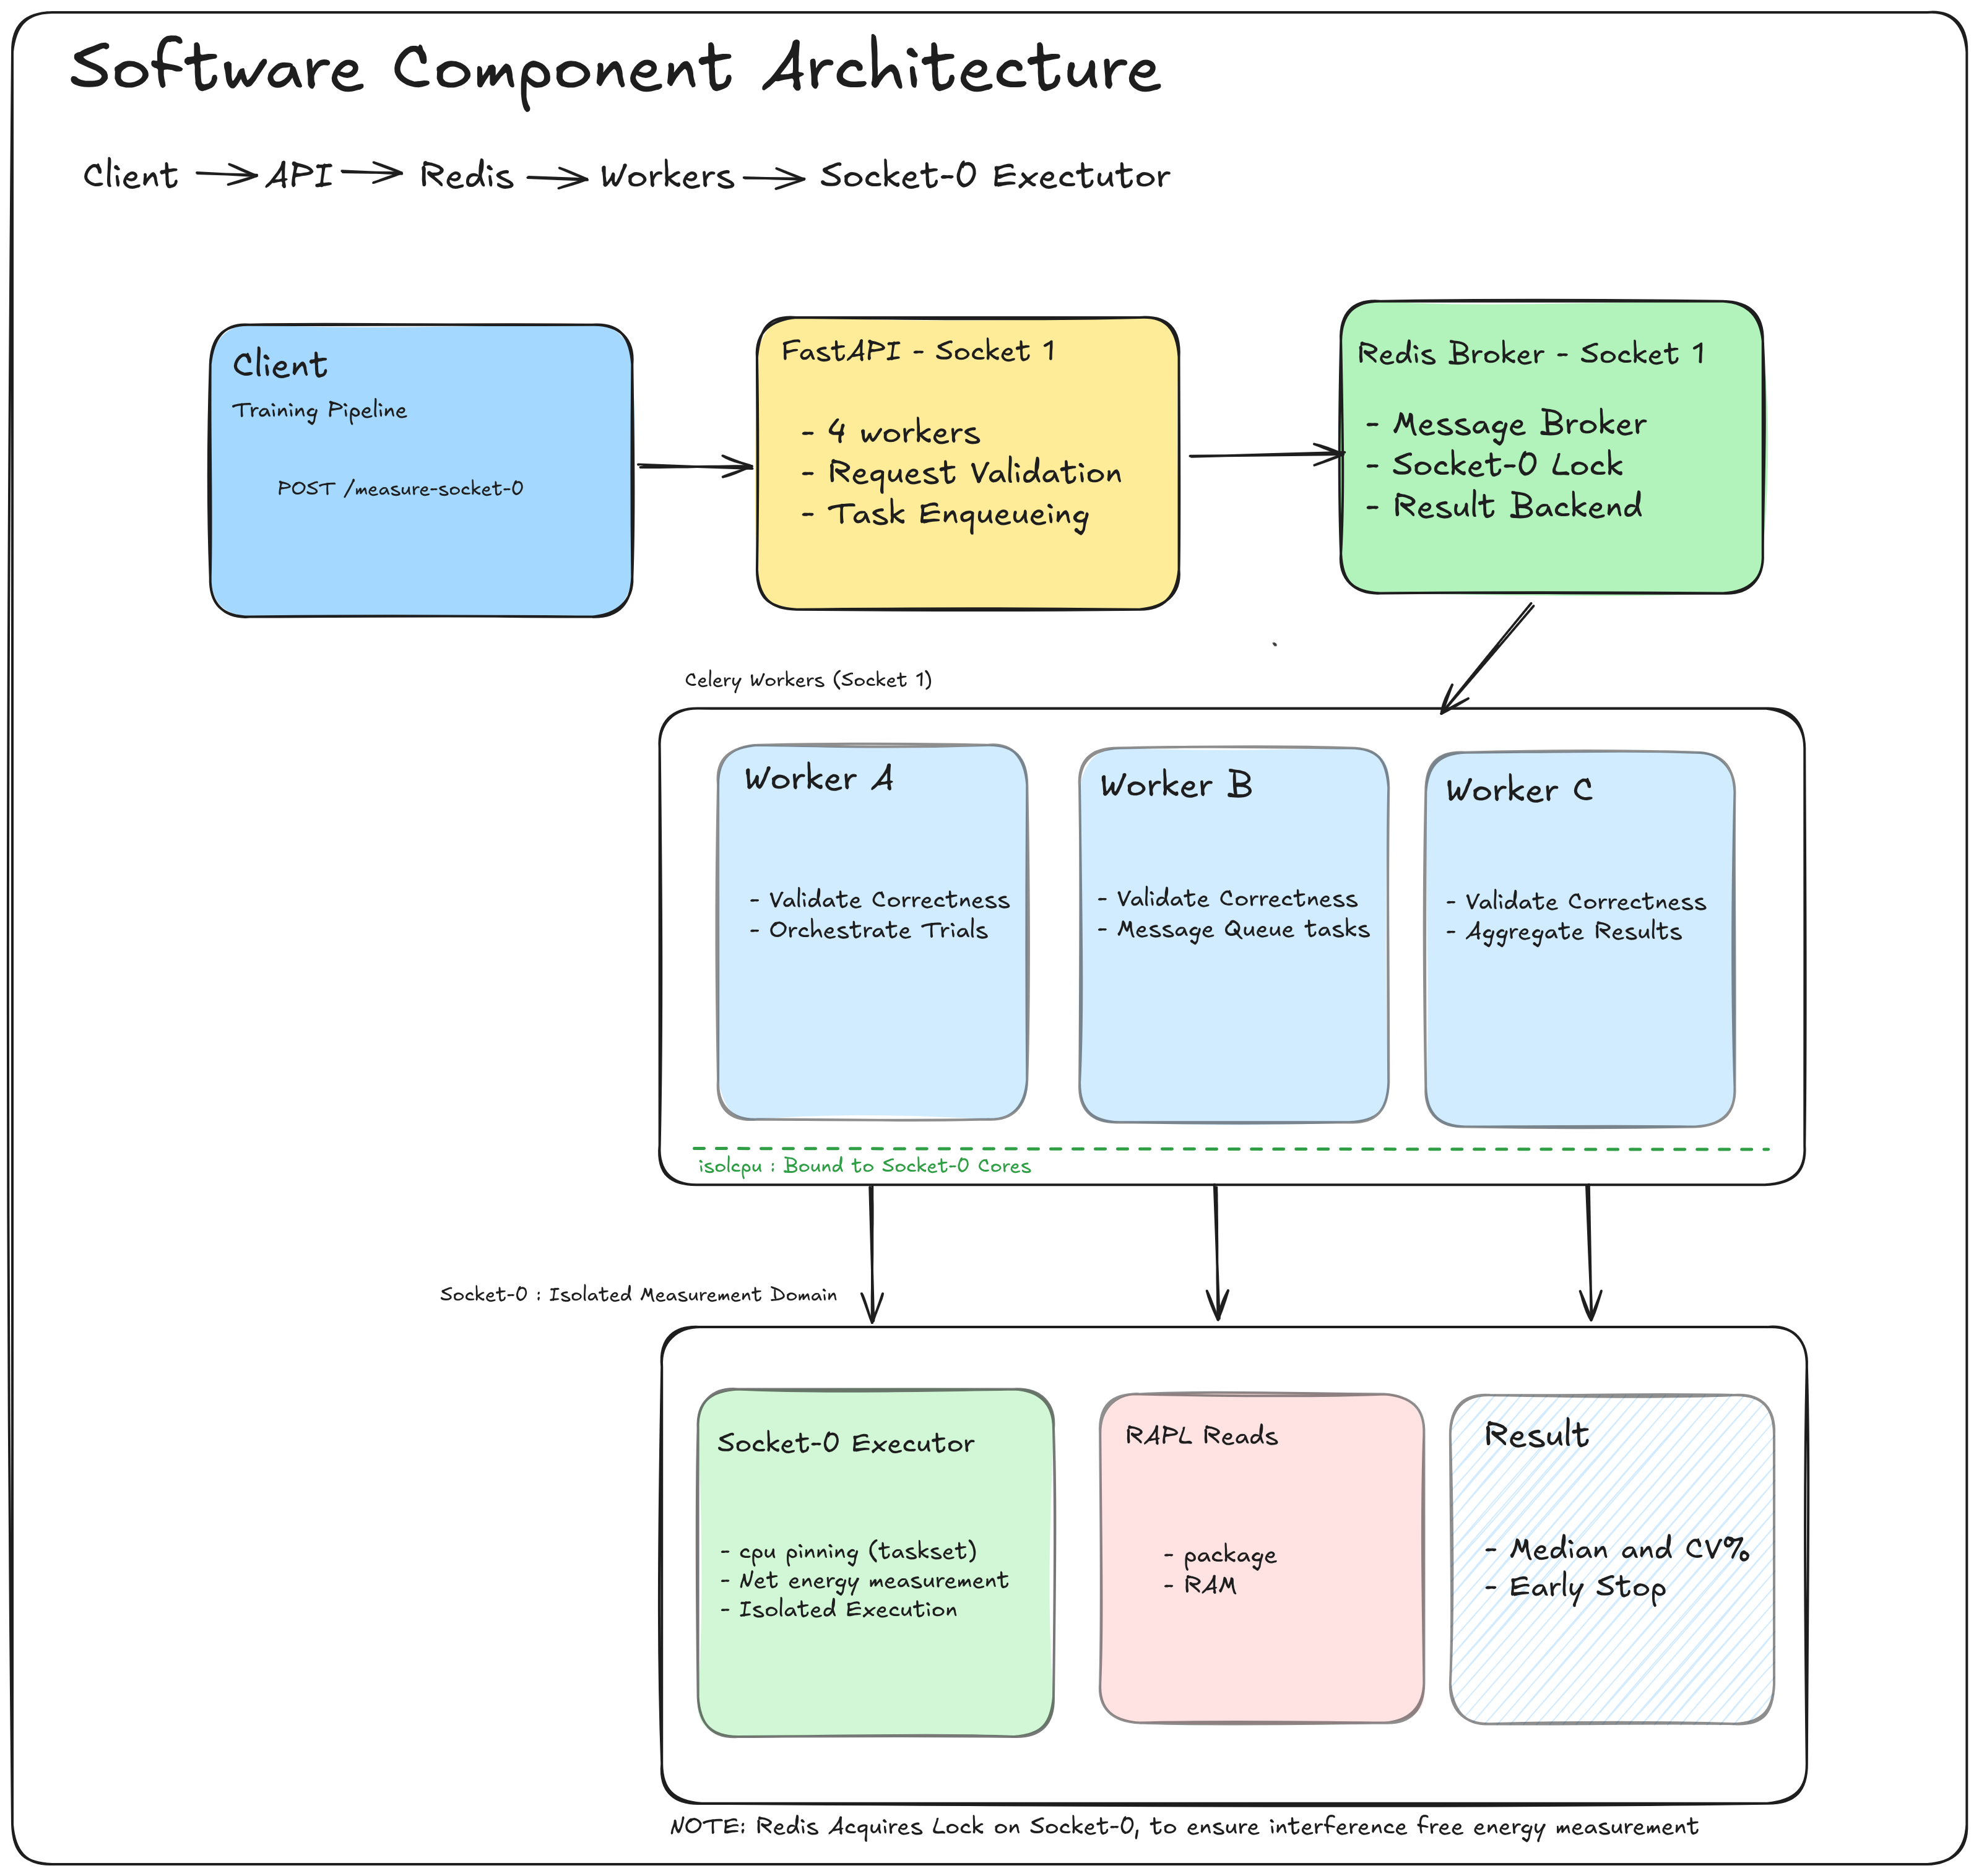 Software Component Architecture
Client API Redis Workers Socket-0 Exectutor
Client
Training Pipeline
POST /measure-socket-0
FastAPI - Socket 1
- 4 workers
- Request Validation
- Task Enqueueing
Redis Broker - Socket 1
- Message Broker
- Socket-0 Lock
- Result Backend
Celery Workers (Socket 1)
Worker A
- Validate Correctness
- Orchestrate Trials
Worker B
- Validate Correctness
- Message Queue tasks
Worker C
- Validate Correctness
- Aggregate Results
isolcpu : Bound to Socket-0 Cores
Socket-0 : Isolated Measurement Domain
Socket-0 Executor
- cpu pinning (taskset)
- Net energy measurement
- Isolated Execution
RAPL Reads
- package
- RAM
Result
- Median and CV%
- Early Stop
NOTE: Redis Acquires Lock on Socket-0, to ensure interference free energy measurement